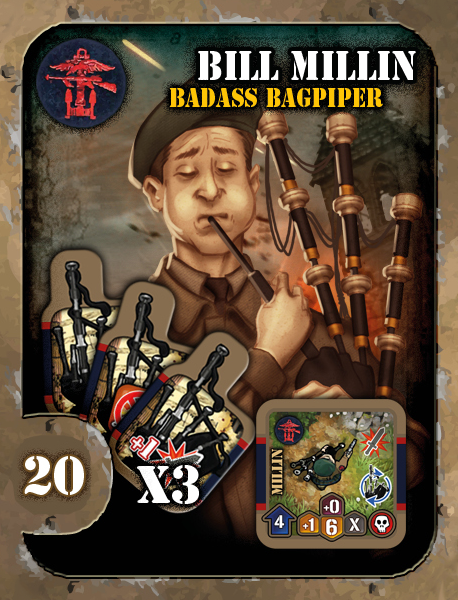 BILL MILLIN
BADASS BAGPIPER
+1
20
X3
MILLIN
+0
4
+1
6
X